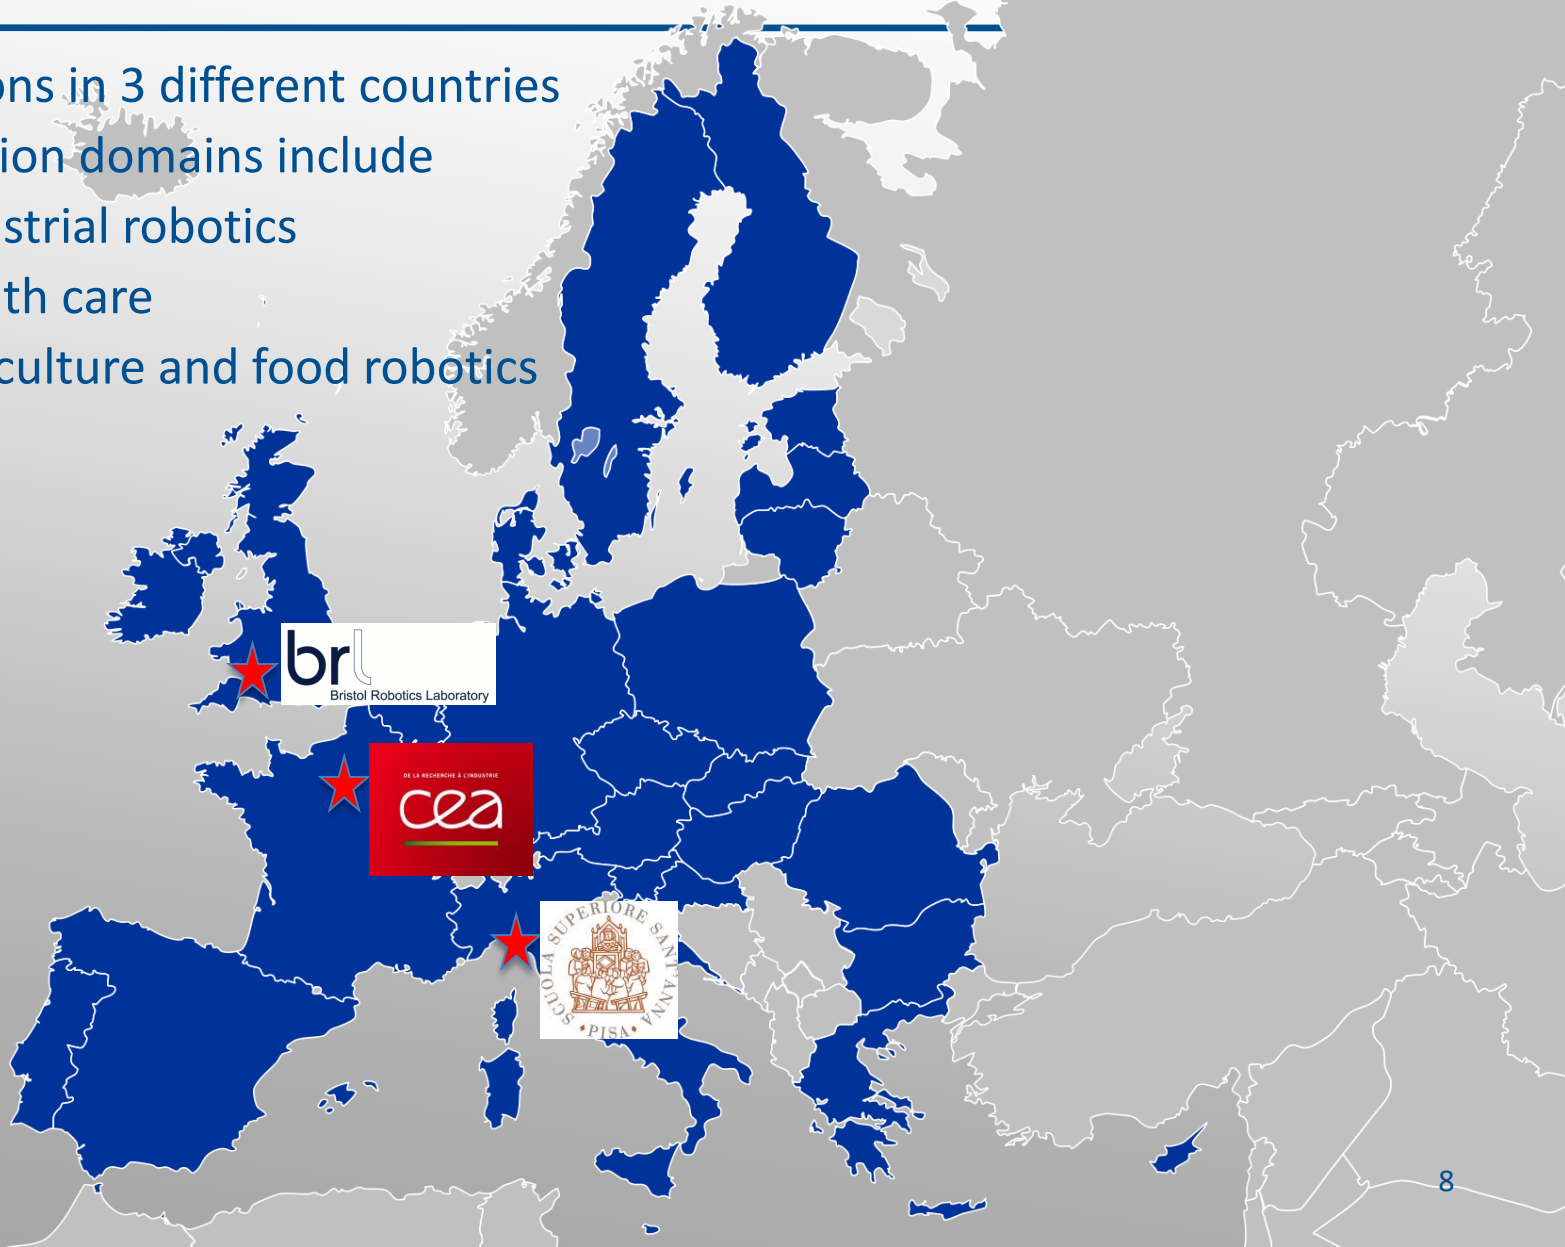 ons in 3 different countries
tion domains include
strial robotics
th care
culture and food robotics
brl
Bristol Robotics Laboratory
DE LA RECHERCHE À L'INDUSTRIE
cea
SCUOLA SUPERIORE SANT'ANNA
•PISA•
8